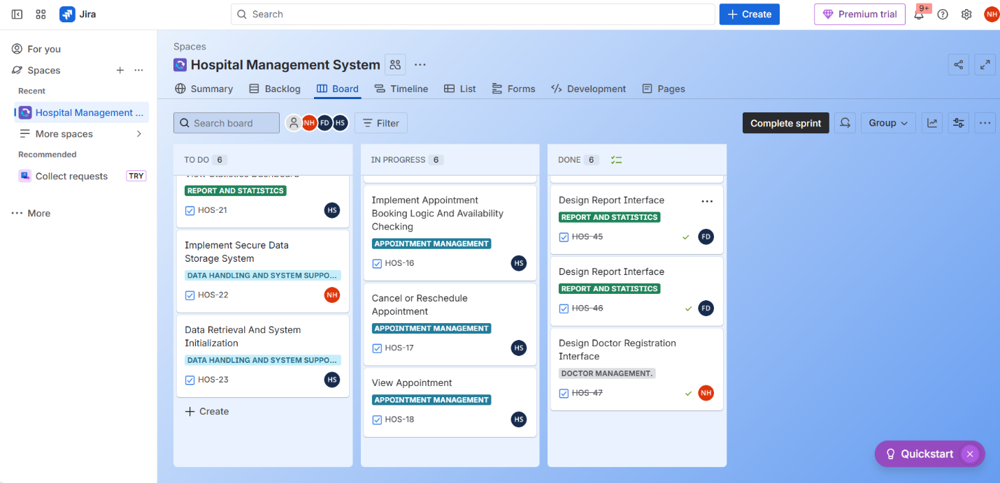 Jira
Search
Create
Premium trial
9+
NH
For you
Spaces
Recent
Hospital Management ...
More spaces
Recommended
Collect requests
TRY
More
Spaces
Hospital Management System
Summary
Backlog
Board
Timeline
List
Forms
Development
Pages
Search board
NH
FD
HS
Filter
Complete sprint
Group
TO DO 6
View Statistics Dashboard
REPORT AND STATISTICS
HOS-21
HS
Implement Secure Data
Storage System
DATA HANDLING AND SYSTEM SUPPO...
HOS-22
NH
Data Retrieval And System
Initialization
DATA HANDLING AND SYSTEM SUPPO...
HOS-23
HS
Create
IN PROGRESS 6
Implement Appointment
Booking Logic And Availability
Checking
APPOINTMENT MANAGEMENT
HOS-16
HS
Cancel or Reschedule
Appointment
APPOINTMENT MANAGEMENT
HOS-17
HS
View Appointment
APPOINTMENT MANAGEMENT
HOS-18
HS
DONE 6
Design Report Interface
REPORT AND STATISTICS
HOS-45
FD
Design Report Interface
REPORT AND STATISTICS
HOS-46
FD
Design Doctor Registration
Interface
DOCTOR MANAGEMENT.
HOS-47
NH
Quickstart